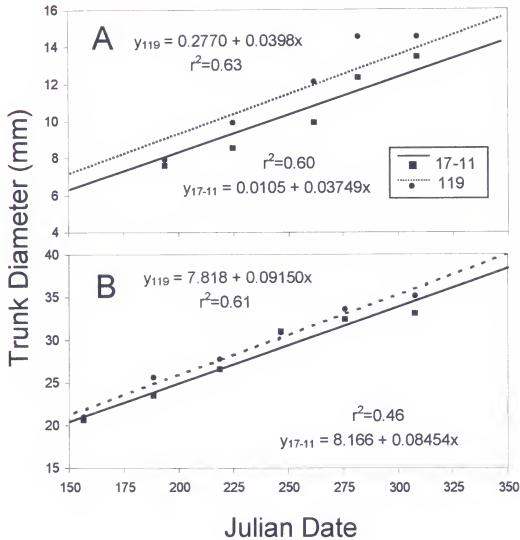 16
14
12
10
8
6
4
A
y119 = 0.2770 + 0.0398x
r²=0.63
r²=0.60
y17-11 = 0.0105 + 0.03749x
17-11
119
Trunk Diameter (mm)
40
35
30
25
20
15
B
y119 = 7.818 + 0.09150x
r²=0.61
r²=0.46
y17-11 = 8.166 + 0.08454x
150 175 200 225 250 275 300 325 350
Julian Date